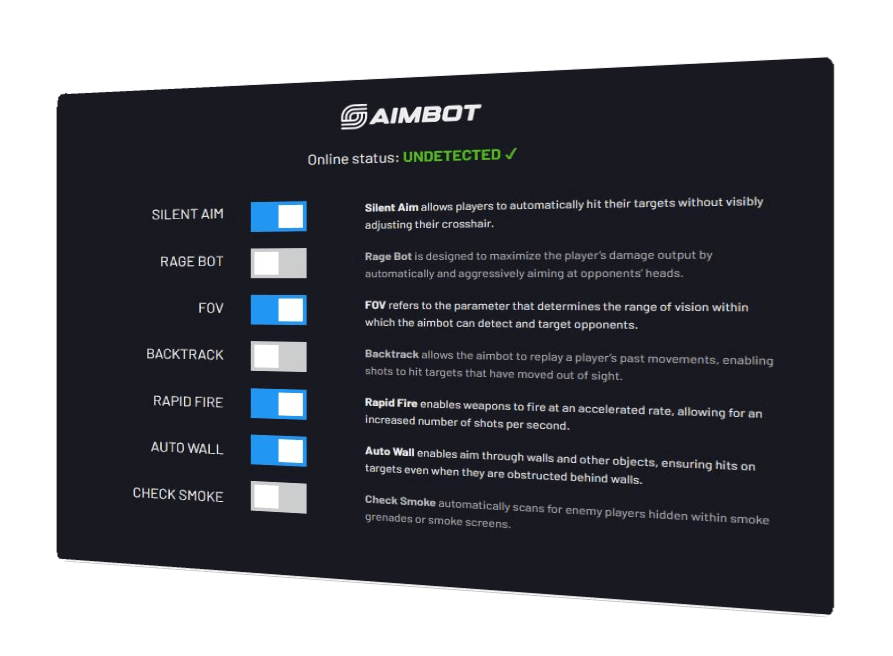 AIMBOT
Online status: UNDETECTED ✓
SILENT AIM
Silent Aim allows players to automatically hit their targets without visibly
adjusting their crosshair.
RAGE BOT
Rage Bot is designed to maximize the player's damage output by
automatically and aggressively aiming at opponents' heads.
FOV
FOV refers to the parameter that determines the range of vision within
which the aimbot can detect and target opponents.
BACKTRACK
Backtrack allows the aimbot to replay a player's past movements, enabling
shots to hit targets that have moved out of sight.
RAPID FIRE
Rapid Fire enables weapons to fire at an accelerated rate, allowing for an
increased number of shots per second.
AUTO WALL
Auto Wall enables aim through walls and other objects, ensuring hits on
targets even when they are obstructed behind walls.
CHECK SMOKE
Check Smoke automatically scans for enemy players hidden within smoke
grenades or smoke screens.